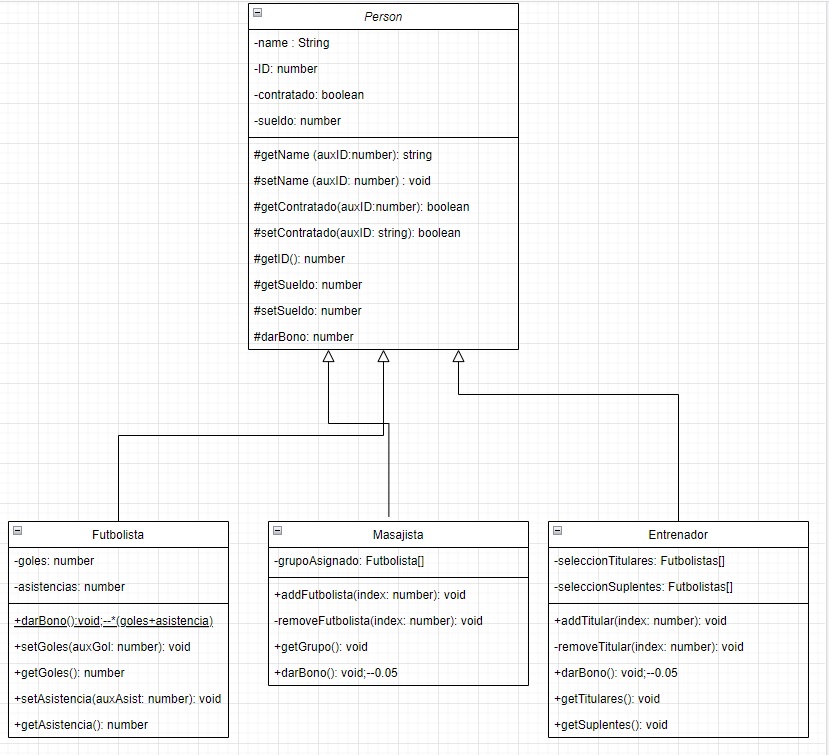 Person
-name : String
-ID: number
-contratado: boolean
-sueldo: number
#getName (auxID:number): string
#setName (auxID: number) : void
#getContratado(auxID:number): boolean
#setContratado(auxID: string): boolean
#getID(): number
#getSueldo: number
#setSueldo: number
#darBono: number
Futbolista
-goles: number
-asistencias: number
+darBono():void;--*(goles+asistencia)
+setGoles(auxGol: number): void
+getGoles(): number
+setAsistencia(auxAsist: number): void
+getAsistencia(): number
Masajista
-grupoAsignado: Futbolista[]
+addFutbolista(index: number): void
-removeFutbolista(index: number): void
+getGrupo(): void
+darBono(): void;--0.05
Entrenador
-seleccionTitulares: Futbolistas[]
-seleccionSuplentes: Futbolistas[]
+addTitular(index: number): void
-removeTitular(index: number): void
+darBono(): void;--0.05
+getTitulares(): void
+getSuplentes(): void